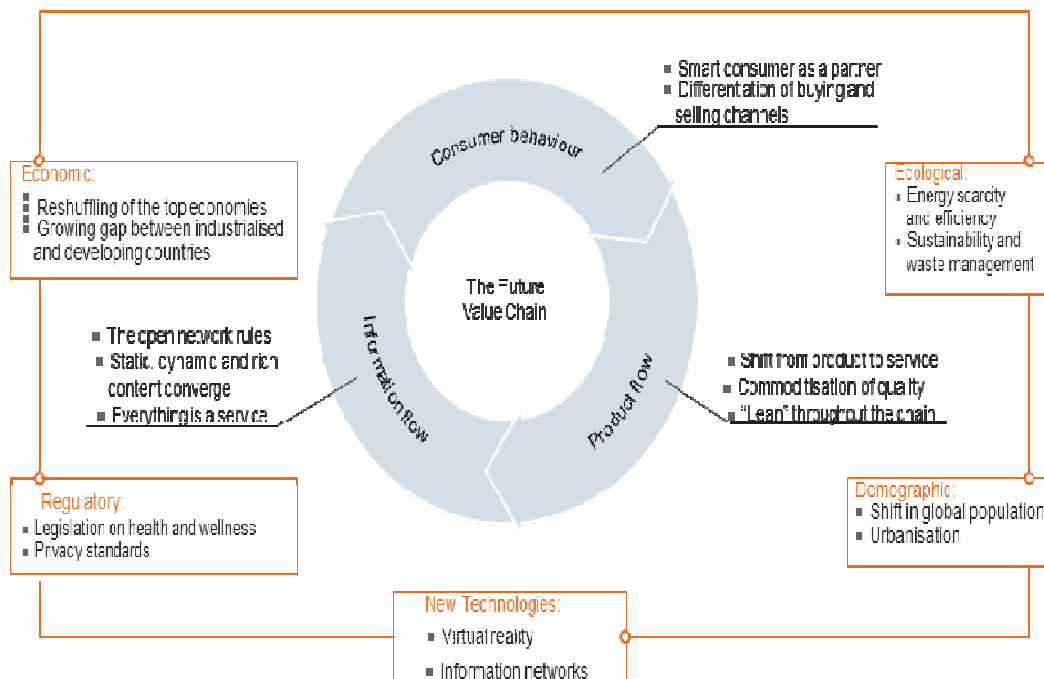 Smart consumer as a partner
Differentation of buying and
selling channels
Consumer behaviour
Economic:
Reshuffling of the top economies
Growing gap between industrialised
and developing countries
Ecological:
Energy scarcity
and efficiency
Sustainability and
waste management
The Future
Value Chain
The open network rules
Static, dynamic and rich
content converge
Everything is a service
Information flow
Product flow
Shift from product to service
Commoditisation of quality
"Lean" throughout the chain
Regulatory:
Legislation on health and wellness
Privacy standards
Demographic:
Shift in global population
Urbanisation
New Technologies:
Virtual reality
Information networks